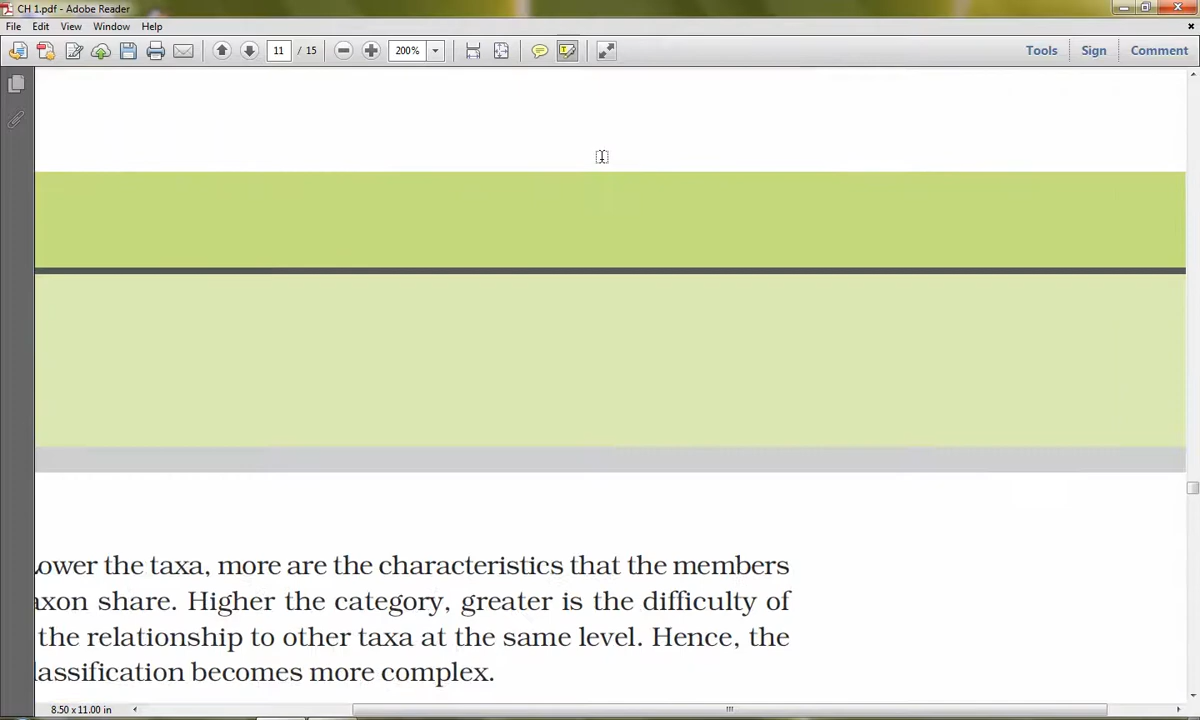 CH 1.pdf - Adobe Reader
File Edit View Window Help
11 / 15 200% Tools Sign Comment
Lower the taxa, more are the characteristics that the members
axon share. Higher the category, greater is the difficulty of
the relationship to other taxa at the same level. Hence, the
lassification becomes more complex.
8.50 x 11.00 in